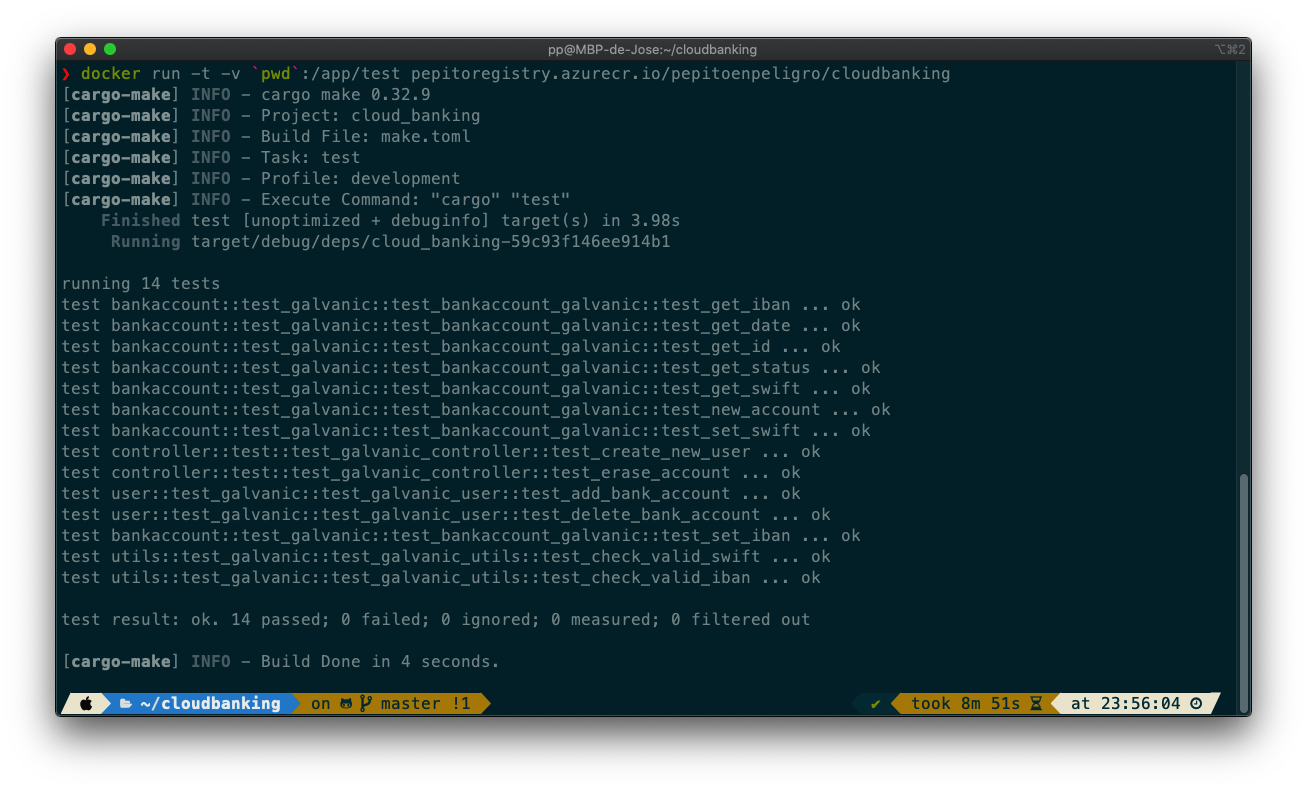 pp@MBP-de-Jose:~/cloudbanking
⌥⌘2
❯ docker run -t -v `pwd`:/app/test pepitoregistry.azurecr.io/pepitoenpeligro/cloudbanking
[cargo-make] INFO - cargo make 0.32.9
[cargo-make] INFO - Project: cloud_banking
[cargo-make] INFO - Build File: make.toml
[cargo-make] INFO - Task: test
[cargo-make] INFO - Profile: development
[cargo-make] INFO - Execute Command: "cargo" "test"
Finished test [unoptimized + debuginfo] target(s) in 3.98s
Running target/debug/deps/cloud_banking-59c93f146ee914b1
running 14 tests
test bankaccount::test_galvanic::test_bankaccount_galvanic::test_get_iban ... ok
test bankaccount::test_galvanic::test_bankaccount_galvanic::test_get_date ... ok
test bankaccount::test_galvanic::test_bankaccount_galvanic::test_get_id ... ok
test bankaccount::test_galvanic::test_bankaccount_galvanic::test_get_status ... ok
test bankaccount::test_galvanic::test_bankaccount_galvanic::test_get_swift ... ok
test bankaccount::test_galvanic::test_bankaccount_galvanic::test_new_account ... ok
test bankaccount::test_galvanic::test_bankaccount_galvanic::test_set_swift ... ok
test controller::test::test_galvanic_controller::test_create_new_user ... ok
test controller::test::test_galvanic_controller::test_erase_account ... ok
test user::test_galvanic::test_galvanic_user::test_add_bank_account ... ok
test user::test_galvanic::test_galvanic_user::test_delete_bank_account ... ok
test bankaccount::test_galvanic::test_bankaccount_galvanic::test_set_iban ... ok
test utils::test_galvanic::test_galvanic_utils::test_check_valid_swift ... ok
test utils::test_galvanic::test_galvanic_utils::test_check_valid_iban ... ok
test result: ok. 14 passed; 0 failed; 0 ignored; 0 measured; 0 filtered out
[cargo-make] INFO - Build Done in 4 seconds.
~/cloudbanking on master !1 ✔ took 8m 51s at 23:56:04